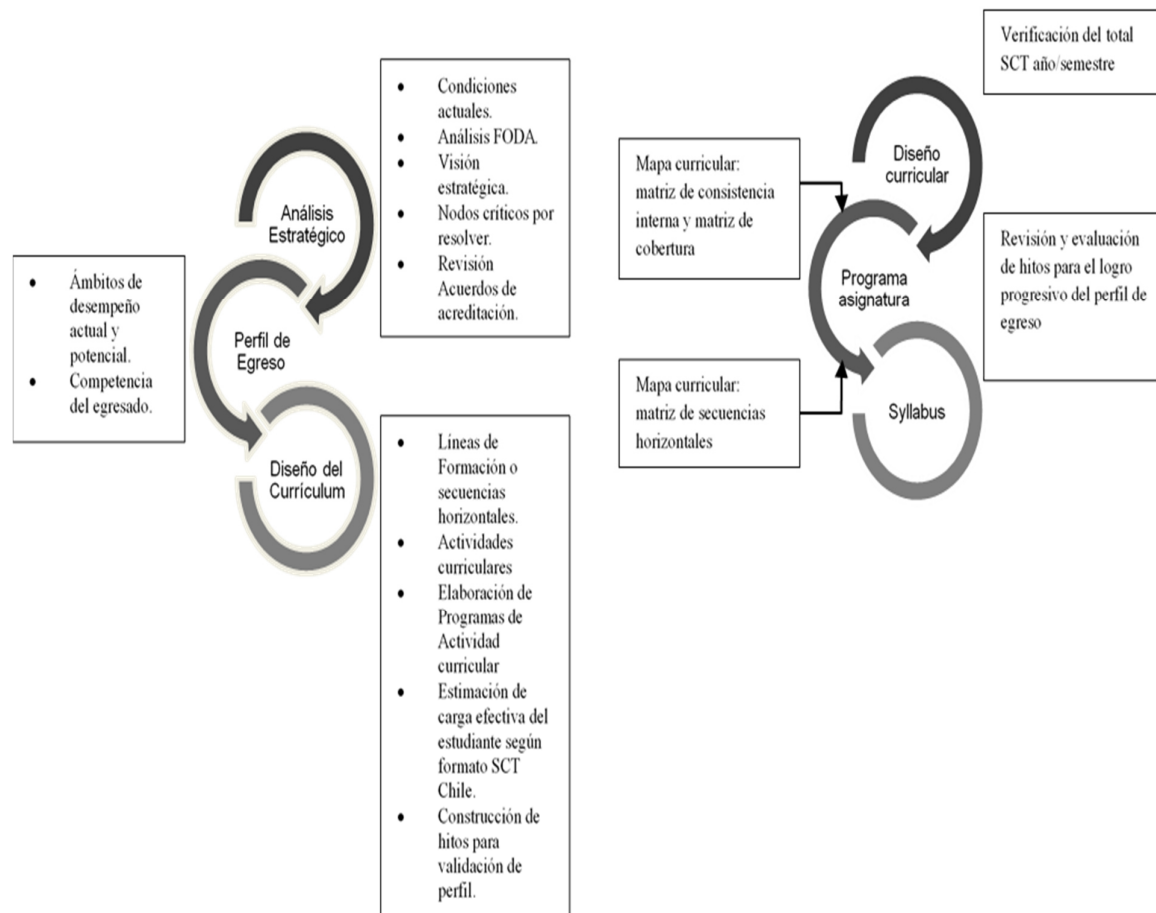 • Condiciones
actuales.
• Análisis FODA.
• Visión
estratégica.
• Nodos críticos por
resolver.
• Revisión
Acuerdos de
acreditación.
Análisis
Estratégico
• Ámbitos de
desempeño
actual y
potencial.
• Competencia
del egresado.
Perfil de
Egreso
Diseño del
Currículum
• Líneas de
Formación o
secuencias
horizontales.
• Actividades
curriculares
• Elaboración de
Programas de
Actividad
curricular
• Estimación de
carga efectiva del
estudiante según
formato SCT
Chile.
• Construcción de
hitos para
validación de
perfil.
Verificación del total
SCT año/semestre
Diseño
curricular
Mapa curricular:
matriz de consistencia
interna y matriz de
cobertura
Programa
asignatura
Revisión y evaluación
de hitos para el logro
progresivo del perfil de
egreso
Mapa curricular:
matriz de secuencias
horizontales
Syllabus